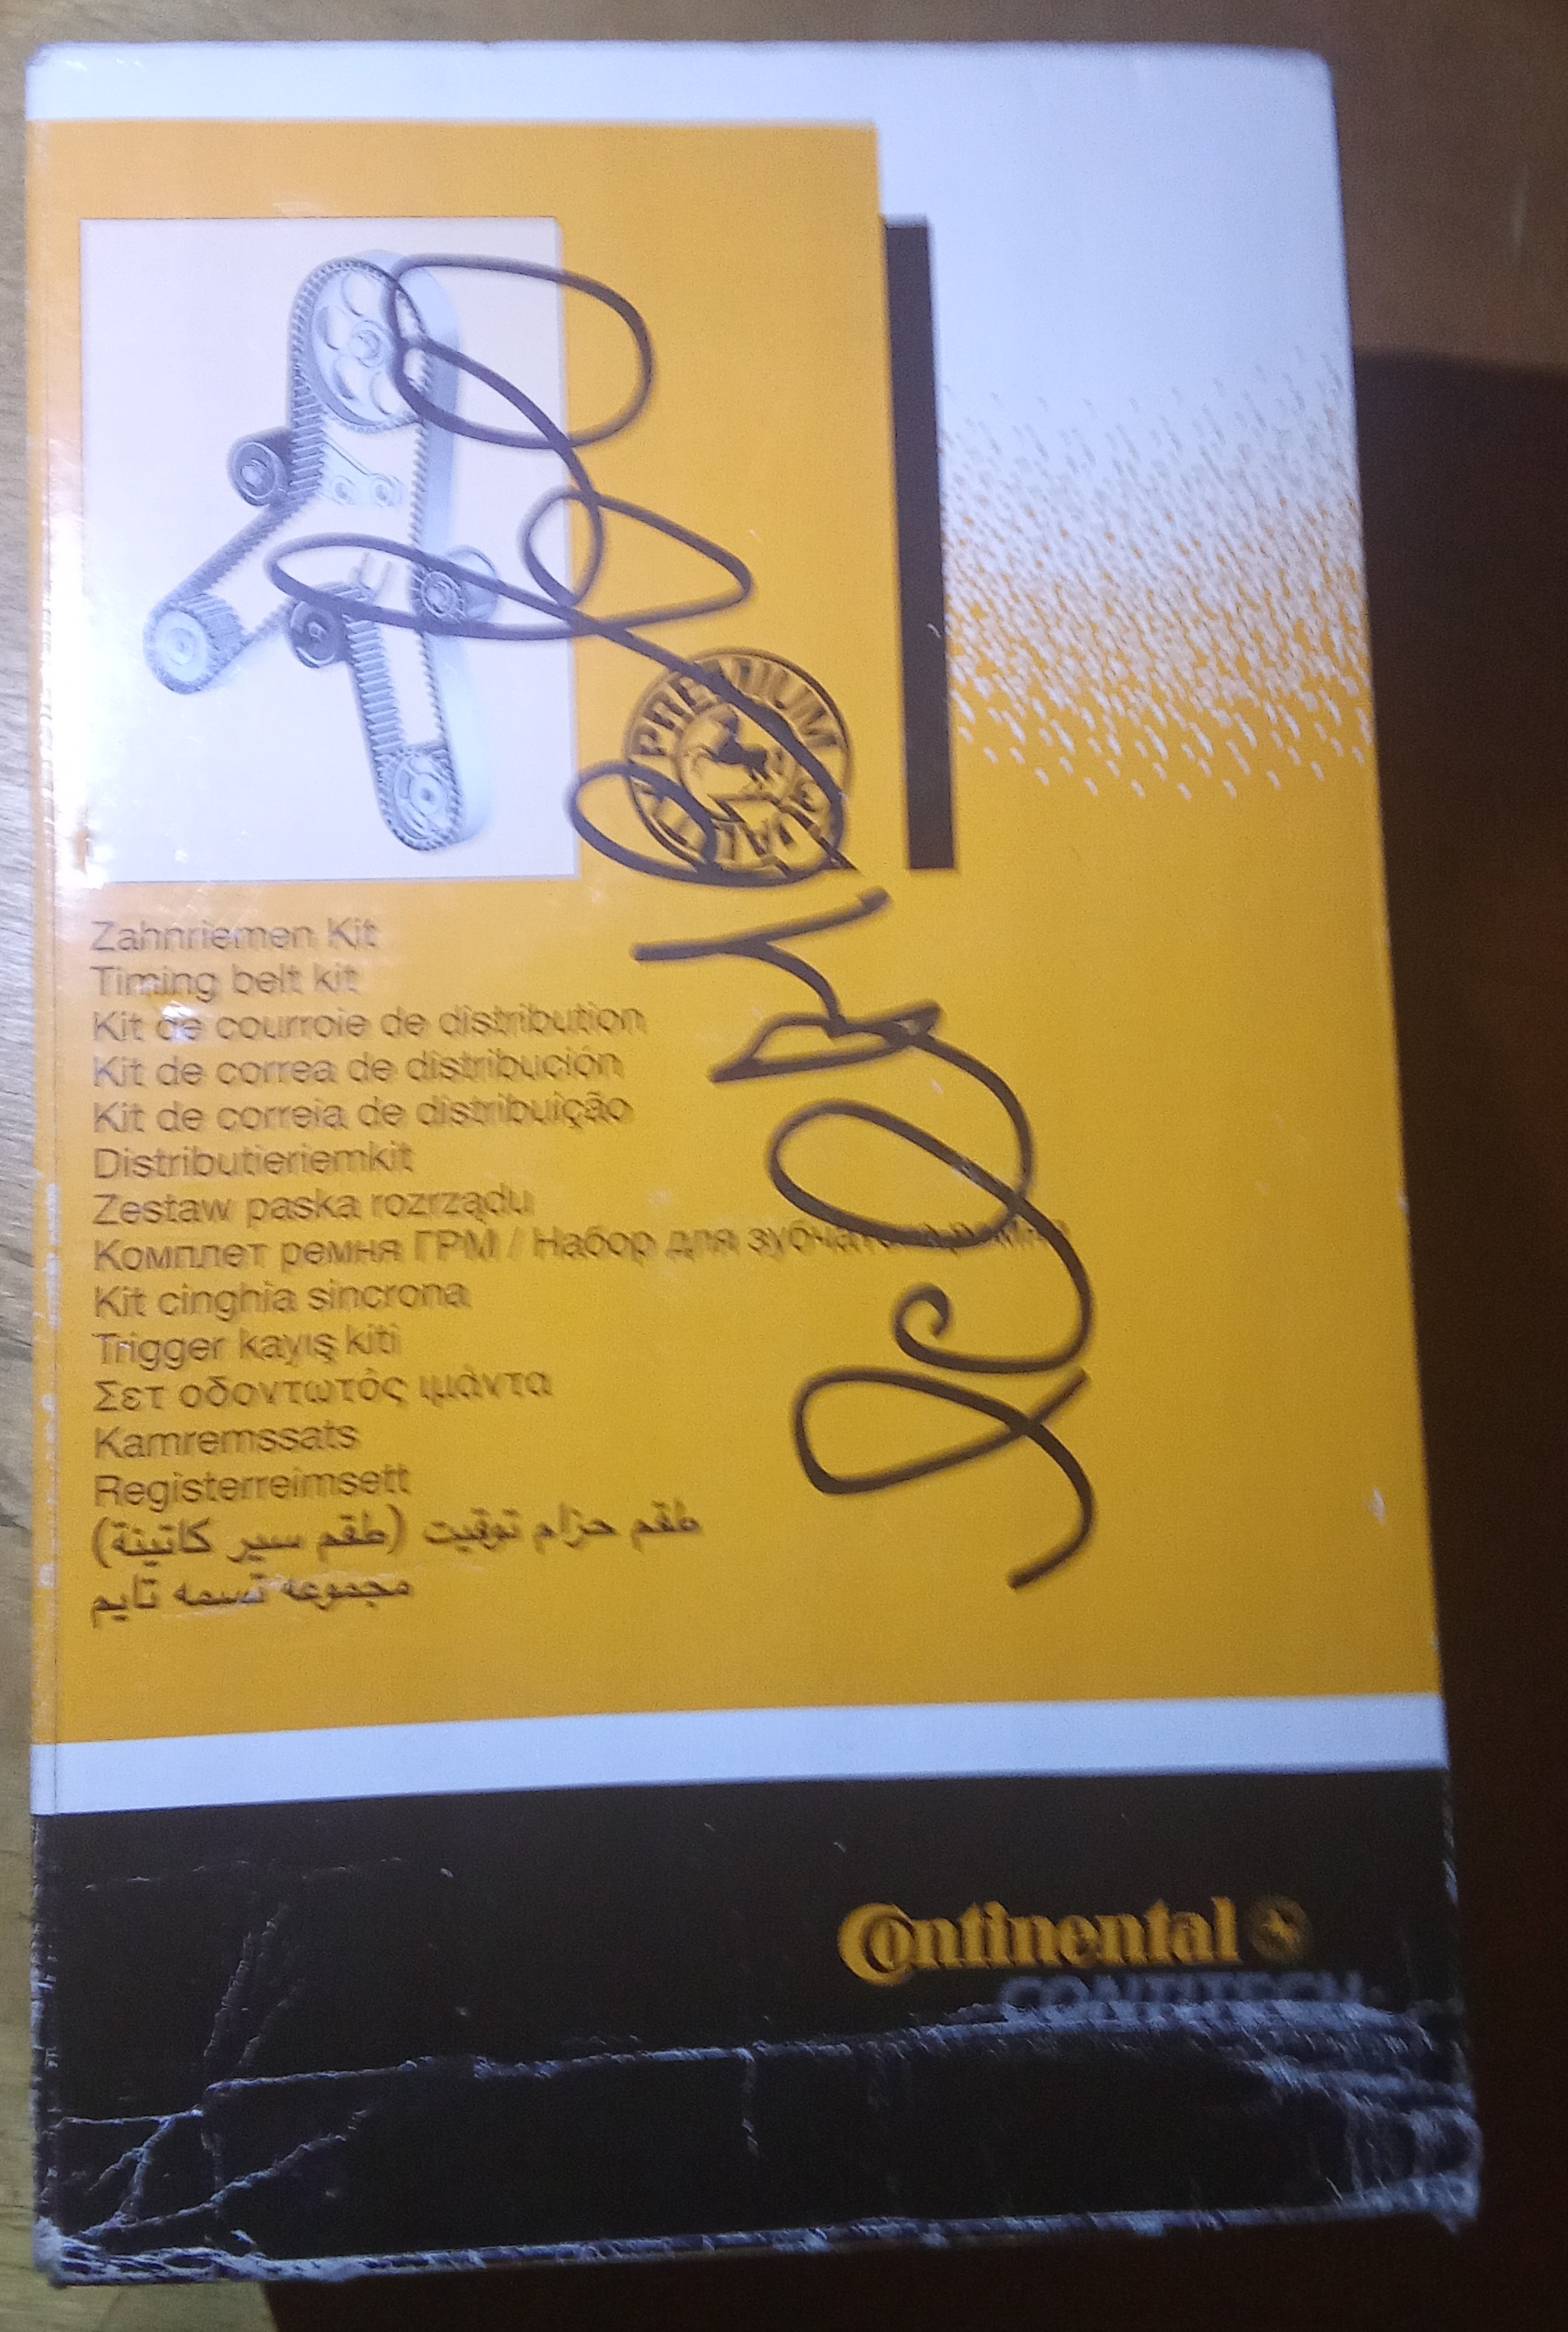 PREMIUM
Zahnriemen Kit
Timing belt kit
Kit de courroie de distribution
Kit de correa de distribución
Kit de correia de distribuição
Distributieriemkit
Zestaw paska rozrządu
Комплет ремня ГРМ / Набор для
Kit cinghia sincrona
Trigger kayış kiti
Σετ οδοντωτός ιμάντα
Kamremssats
Registerreimsett
طقم حزام توقيت (طقم سير كاتينة)
مجموعه تسمه تایم
Continental
CONTITECH